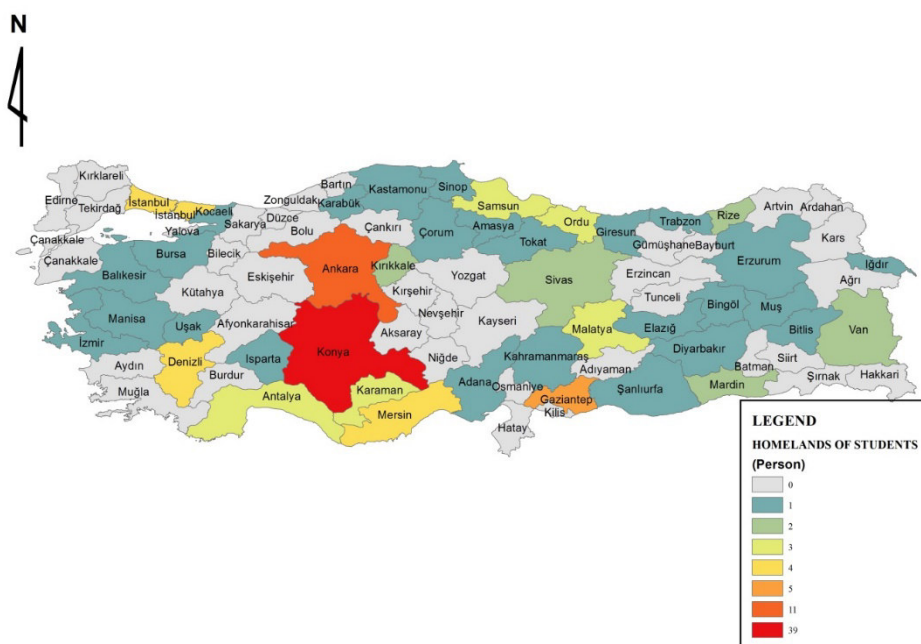 N
Kırklareli
Edirne
Tekirdağ
İstanbul
İstanbul
Kocaeli
Yalova
Sakarya
Düzce
Zonguldak
Bartın
Karabük
Kastamonu
Sinop
Samsun
Ordu
Giresun
Trabzon
Rize
Artvin
Ardahan
Çanakkale
Çanakkale
Balıkesir
Bursa
Bilecik
Bolu
Çankırı
Çorum
Amasya
Tokat
Gümüşhane
Bayburt
Erzurum
Kars
Iğdır
Ağrı
Kütahya
Eskişehir
Ankara
Kırıkkale
Kırşehir
Yozgat
Sivas
Erzincan
Tunceli
Bingöl
Muş
Bitlis
Van
Manisa
İzmir
Uşak
Afyonkarahisar
Konya
Aksaray
Nevşehir
Kayseri
Malatya
Elazığ
Diyarbakır
Batman
Siirt
Şırnak
Hakkari
Aydın
Denizli
Isparta
Burdur
Muğla
Antalya
Karaman
Niğde
Mersin
Adana
Kahramanmaraş
Osmaniye
Adıyaman
Gaziantep
Kilis
Hatay
Şanlıurfa
Mardin
LEGEND
HOMELANDS OF STUDENTS
(Person)
0
1
2
3
4
5
11
39